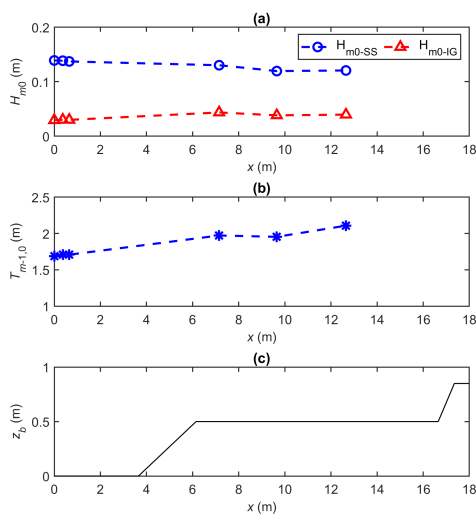 (a)
0.2
0.1
0
H_m0 (m)
H_m0-SS
H_m0-IG
0 2 4 6 8 10 12 14 16 18
x (m)
(b)
2.5
2
1.5
1
T_m-1,0 (m)
0 2 4 6 8 10 12 14 16 18
x (m)
(c)
1
0.5
0
z_b (m)
0 2 4 6 8 10 12 14 16 18
x (m)